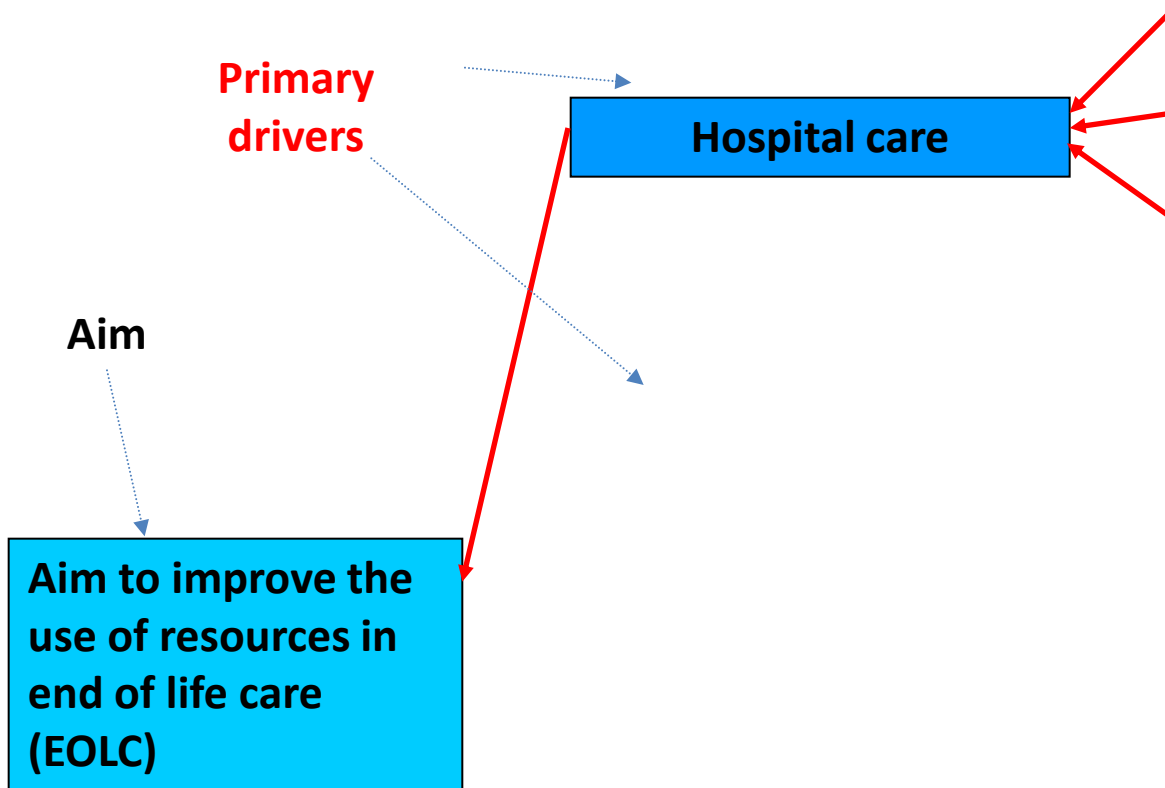 Primary
drivers
Hospital care
Aim
Aim to improve the
use of resources in
end of life care
(EOLC)